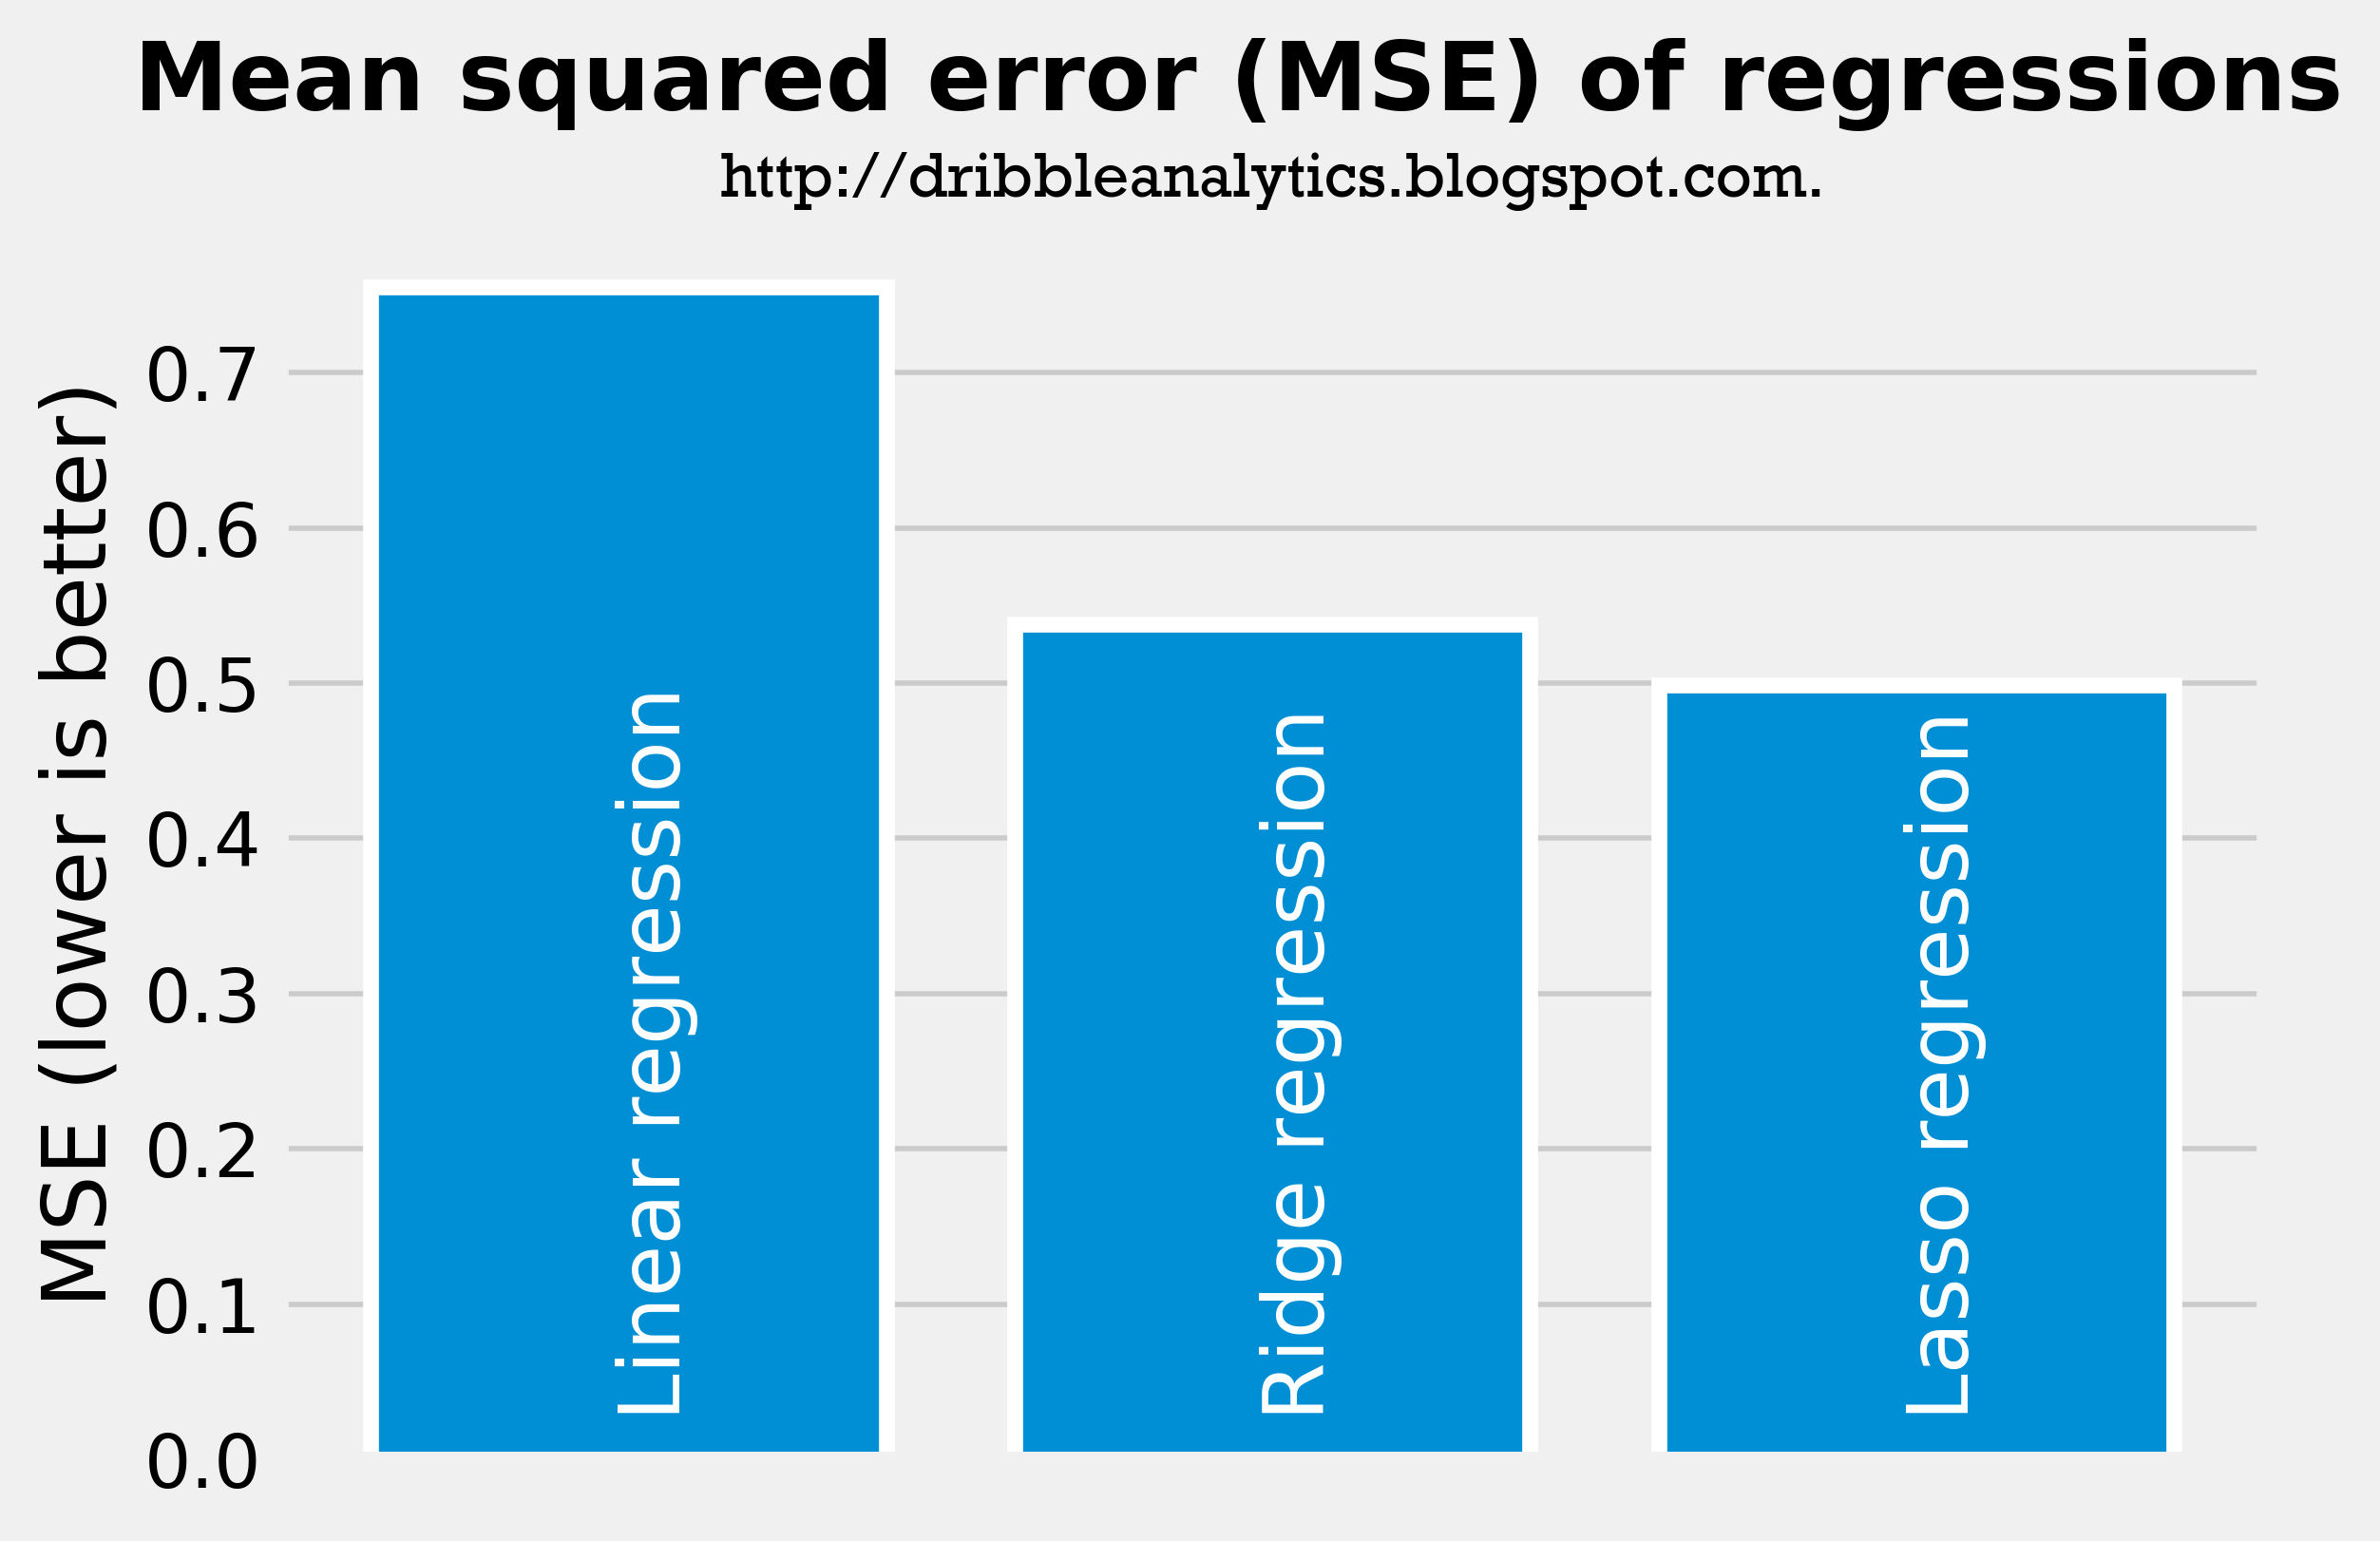 Mean squared error (MSE) of regressions
http://dribbleanalytics.blogspot.com.
MSE (lower is better)
0.7
0.6
0.5
0.4
0.3
0.2
0.1
0.0
Linear regression
Ridge regression
Lasso regression